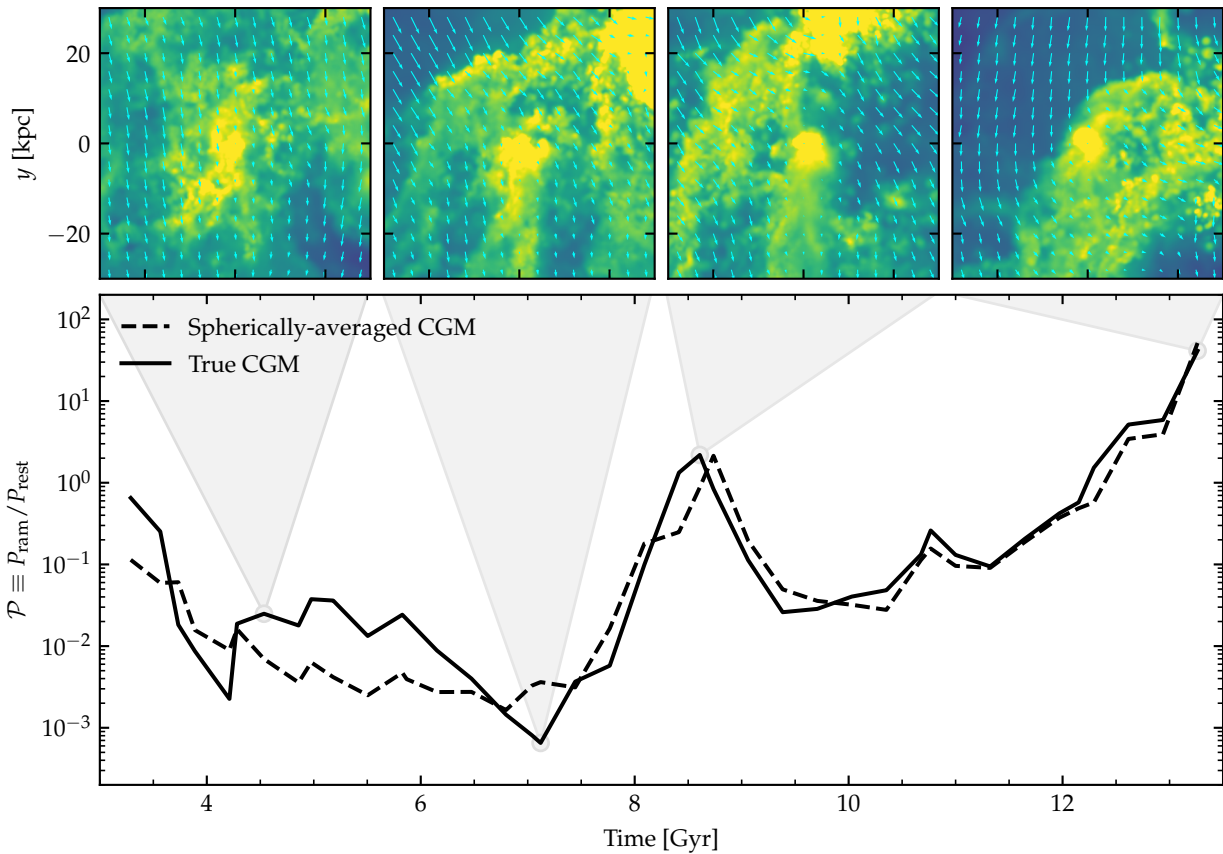 y [kpc]
20
0
−20
10²
10¹
10⁰
10⁻¹
10⁻²
10⁻³
𝒫 ≡ P_ram / P_rest
Spherically-averaged CGM
True CGM
4 6 8 10 12
Time [Gyr]